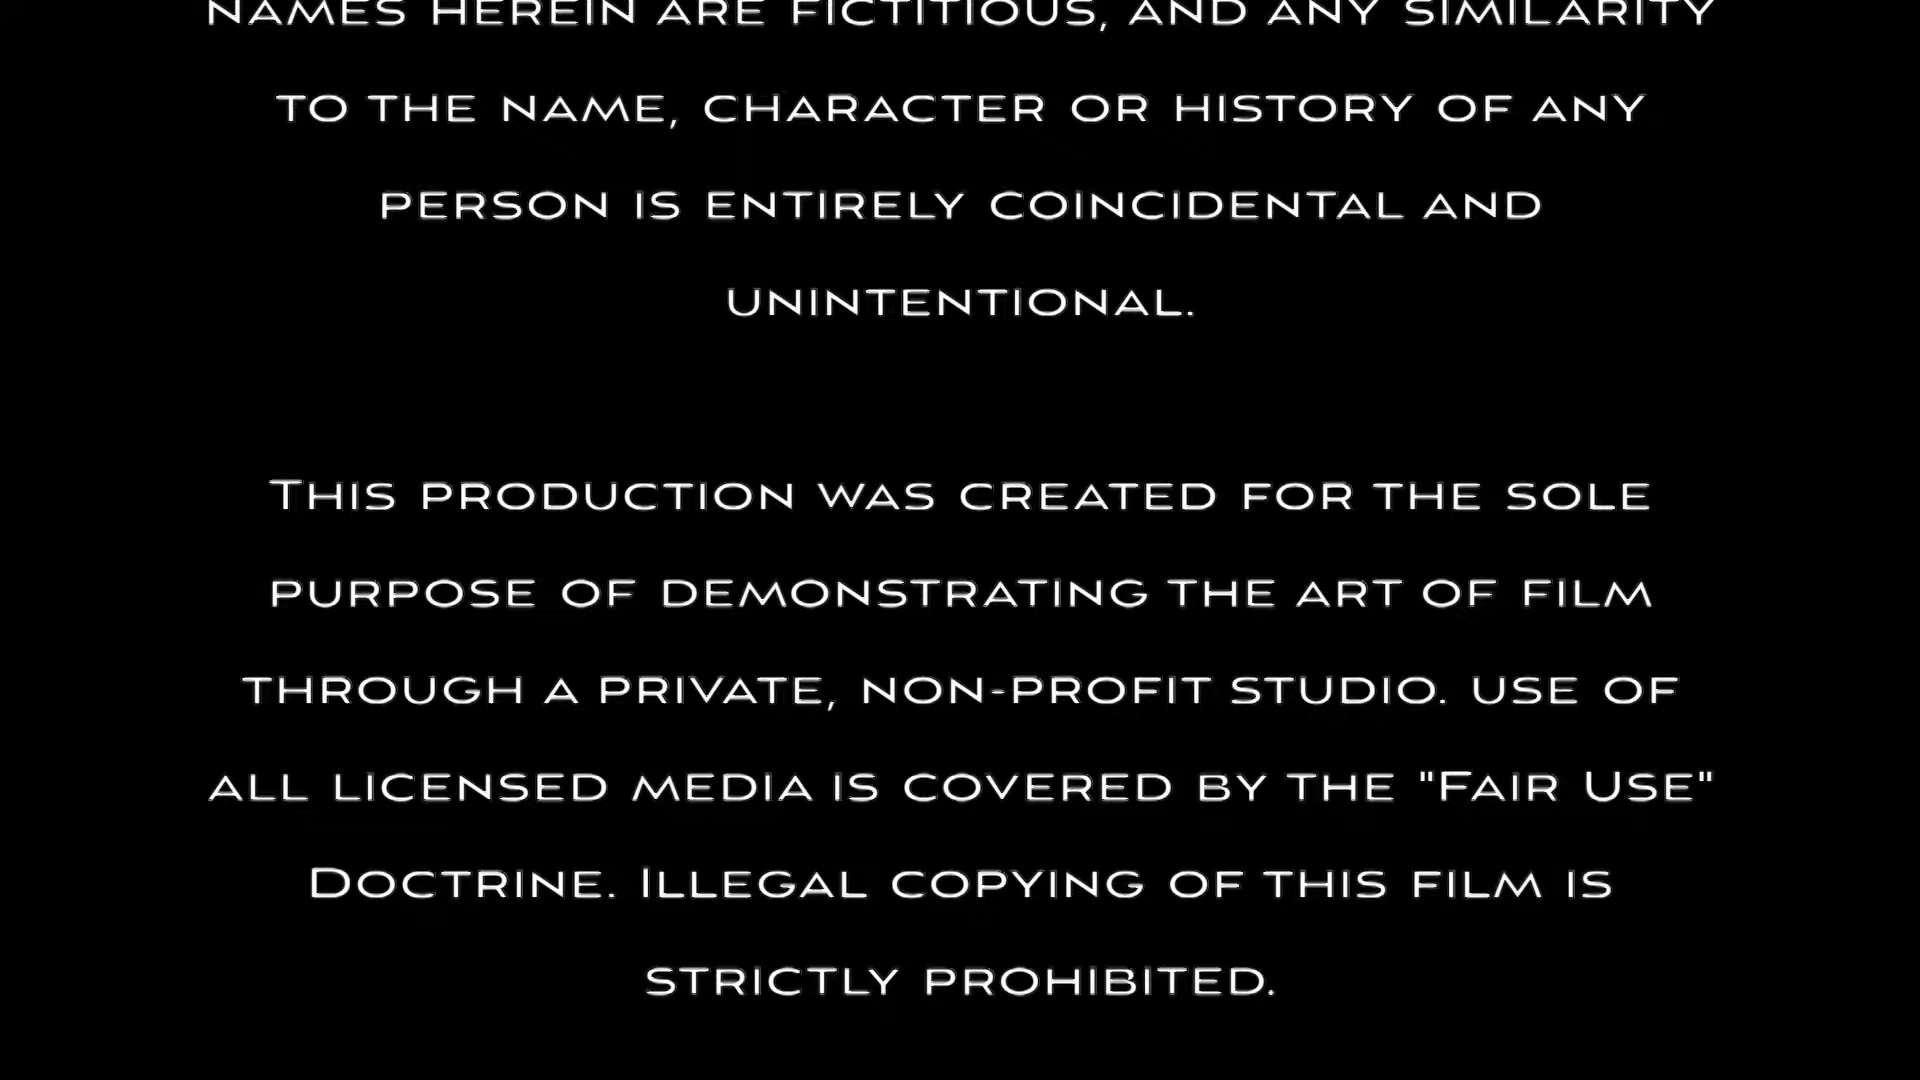 NAMES HEREIN ARE FICTITIOUS, AND ANY SIMILARITY
TO THE NAME, CHARACTER OR HISTORY OF ANY
PERSON IS ENTIRELY COINCIDENTAL AND
UNINTENTIONAL.
THIS PRODUCTION WAS CREATED FOR THE SOLE
PURPOSE OF DEMONSTRATING THE ART OF FILM
THROUGH A PRIVATE, NON-PROFIT STUDIO. USE OF
ALL LICENSED MEDIA IS COVERED BY THE "FAIR USE"
DOCTRINE. ILLEGAL COPYING OF THIS FILM IS
STRICTLY PROHIBITED.